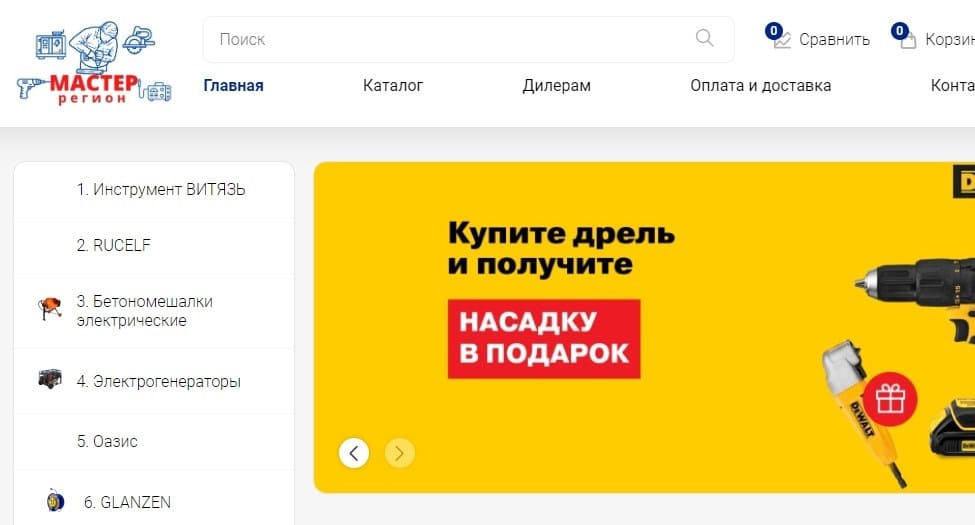 МАСТЕР
регион
Поиск
0
Сравнить
0
Корзин
Главная
Каталог
Дилерам
Оплата и доставка
Конта
1. Инструмент ВИТЯЗЬ
2. RUCELF
3. Бетономешалки
электрические
4. Электрогенераторы
5. Оазис
6. GLANZEN
Купите дрель
и получите
НАСАДКУ
В ПОДАРОК
DEWALT